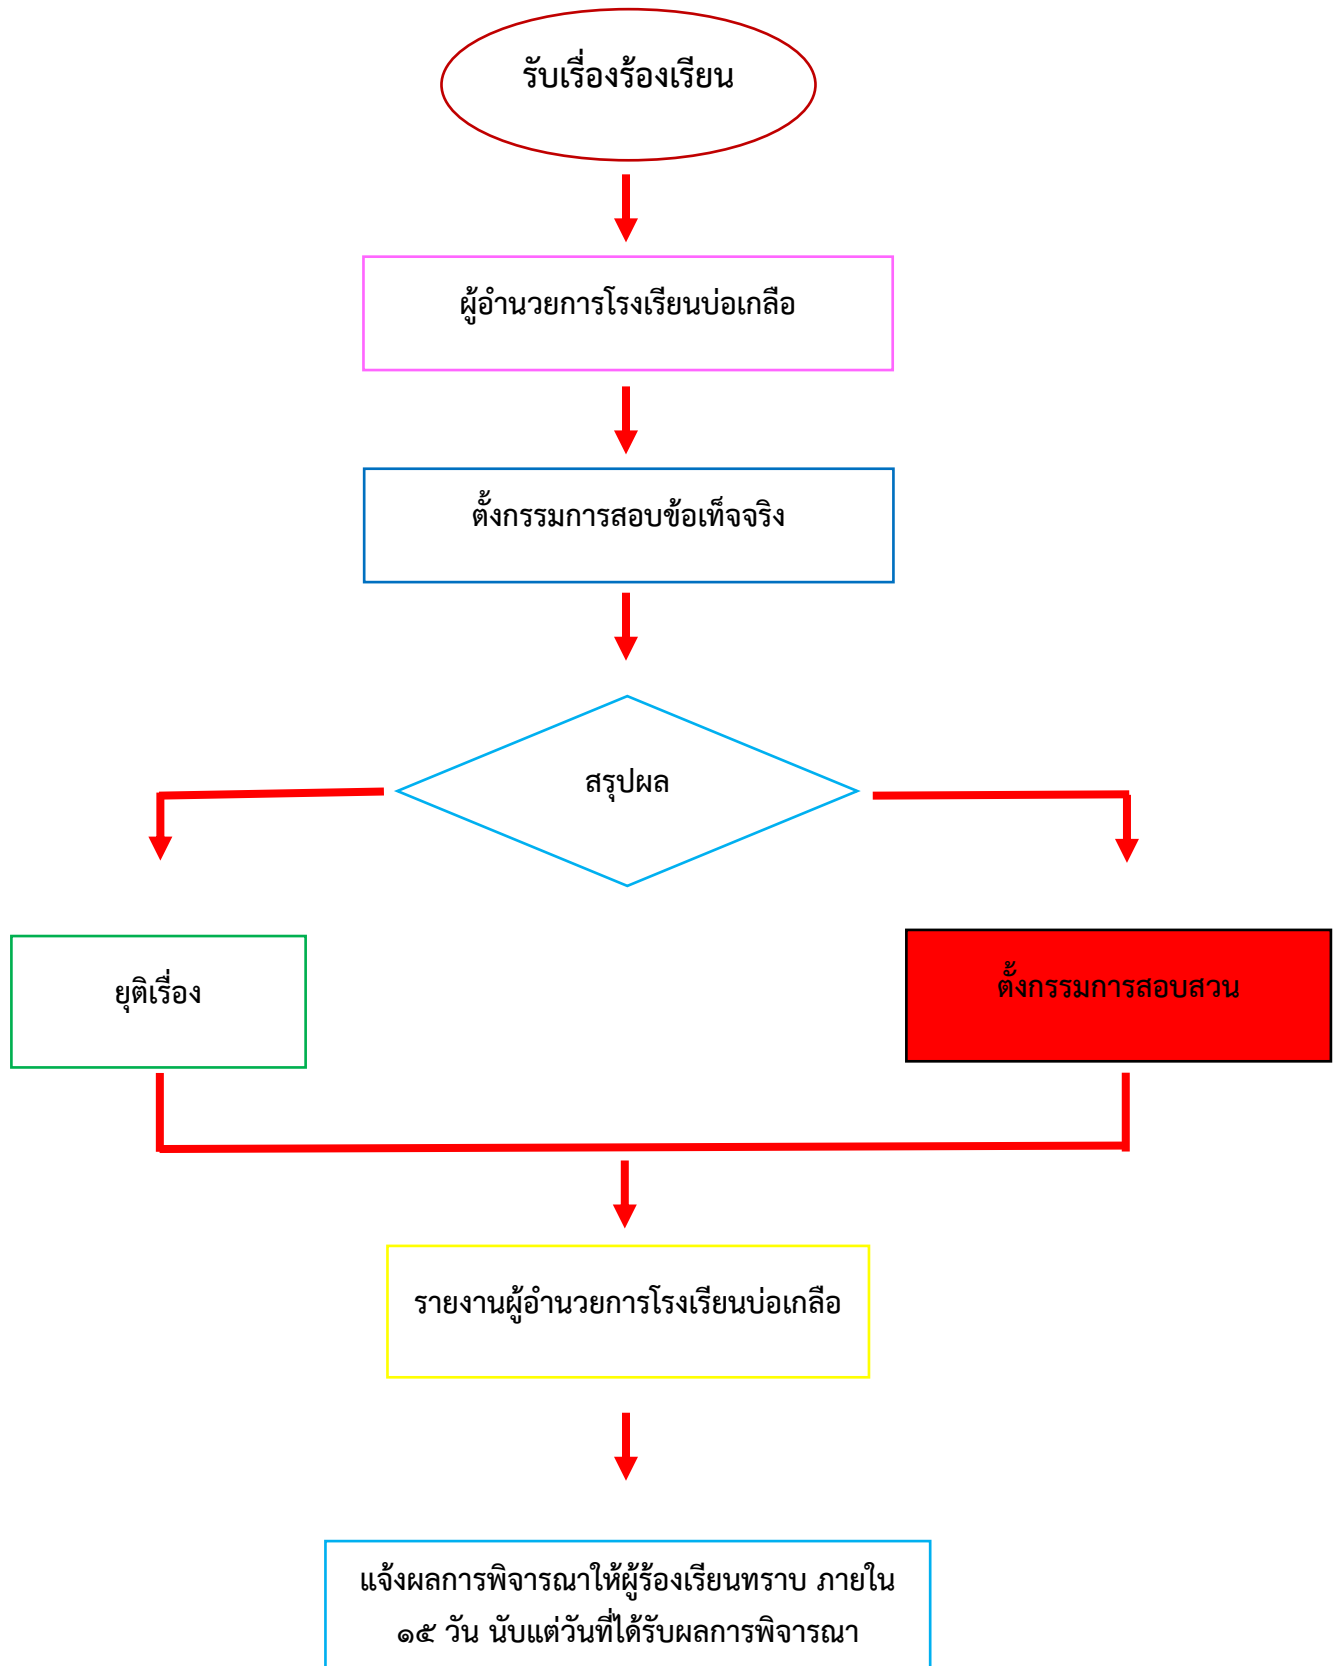 รับเรื่องร้องเรียน
ผู้อำนวยการโรงเรียนบ่อเกลือ
ตั้งกรรมการสอบข้อเท็จจริง
สรุปผล
ยุติเรื่อง
ตั้งกรรมการสอบสวน
รายงานผู้อำนวยการโรงเรียนบ่อเกลือ
แจ้งผลการพิจารณาให้ผู้ร้องเรียนทราบ ภายใน
๑๕ วัน นับแต่วันที่ได้รับผลการพิจารณา